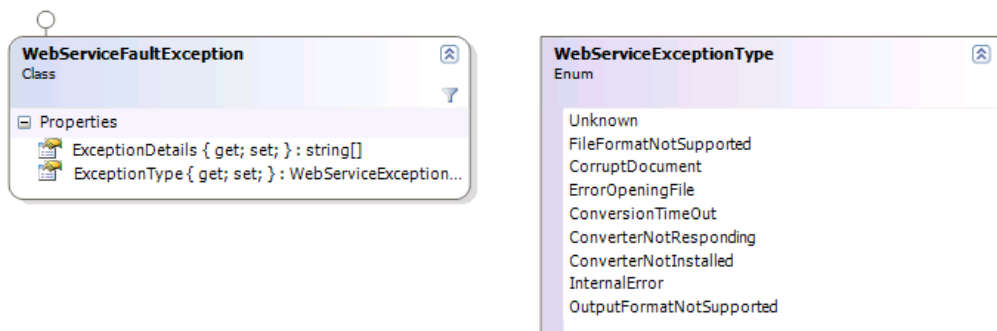 WebServiceFaultException
Class
Properties
ExceptionDetails { get; set; } : string[]
ExceptionType { get; set; } : WebServiceException...
WebServiceExceptionType
Enum
Unknown
FileFormatNotSupported
CorruptDocument
ErrorOpeningFile
ConversionTimeOut
ConverterNotResponding
ConverterNotInstalled
InternalError
OutputFormatNotSupported